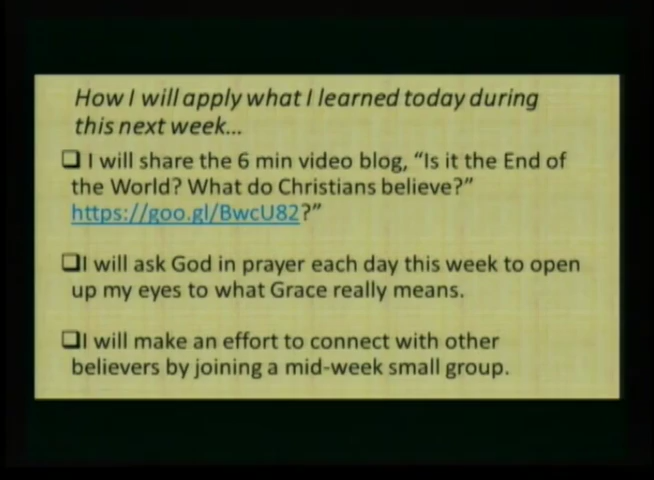 How I will apply what I learned today during
this next week...
I will share the 6 min video blog, “Is it the End of
the World? What do Christians believe?”
https://goo.gl/BwcU82?”
I will ask God in prayer each day this week to open
up my eyes to what Grace really means.
I will make an effort to connect with other
believers by joining a mid-week small group.